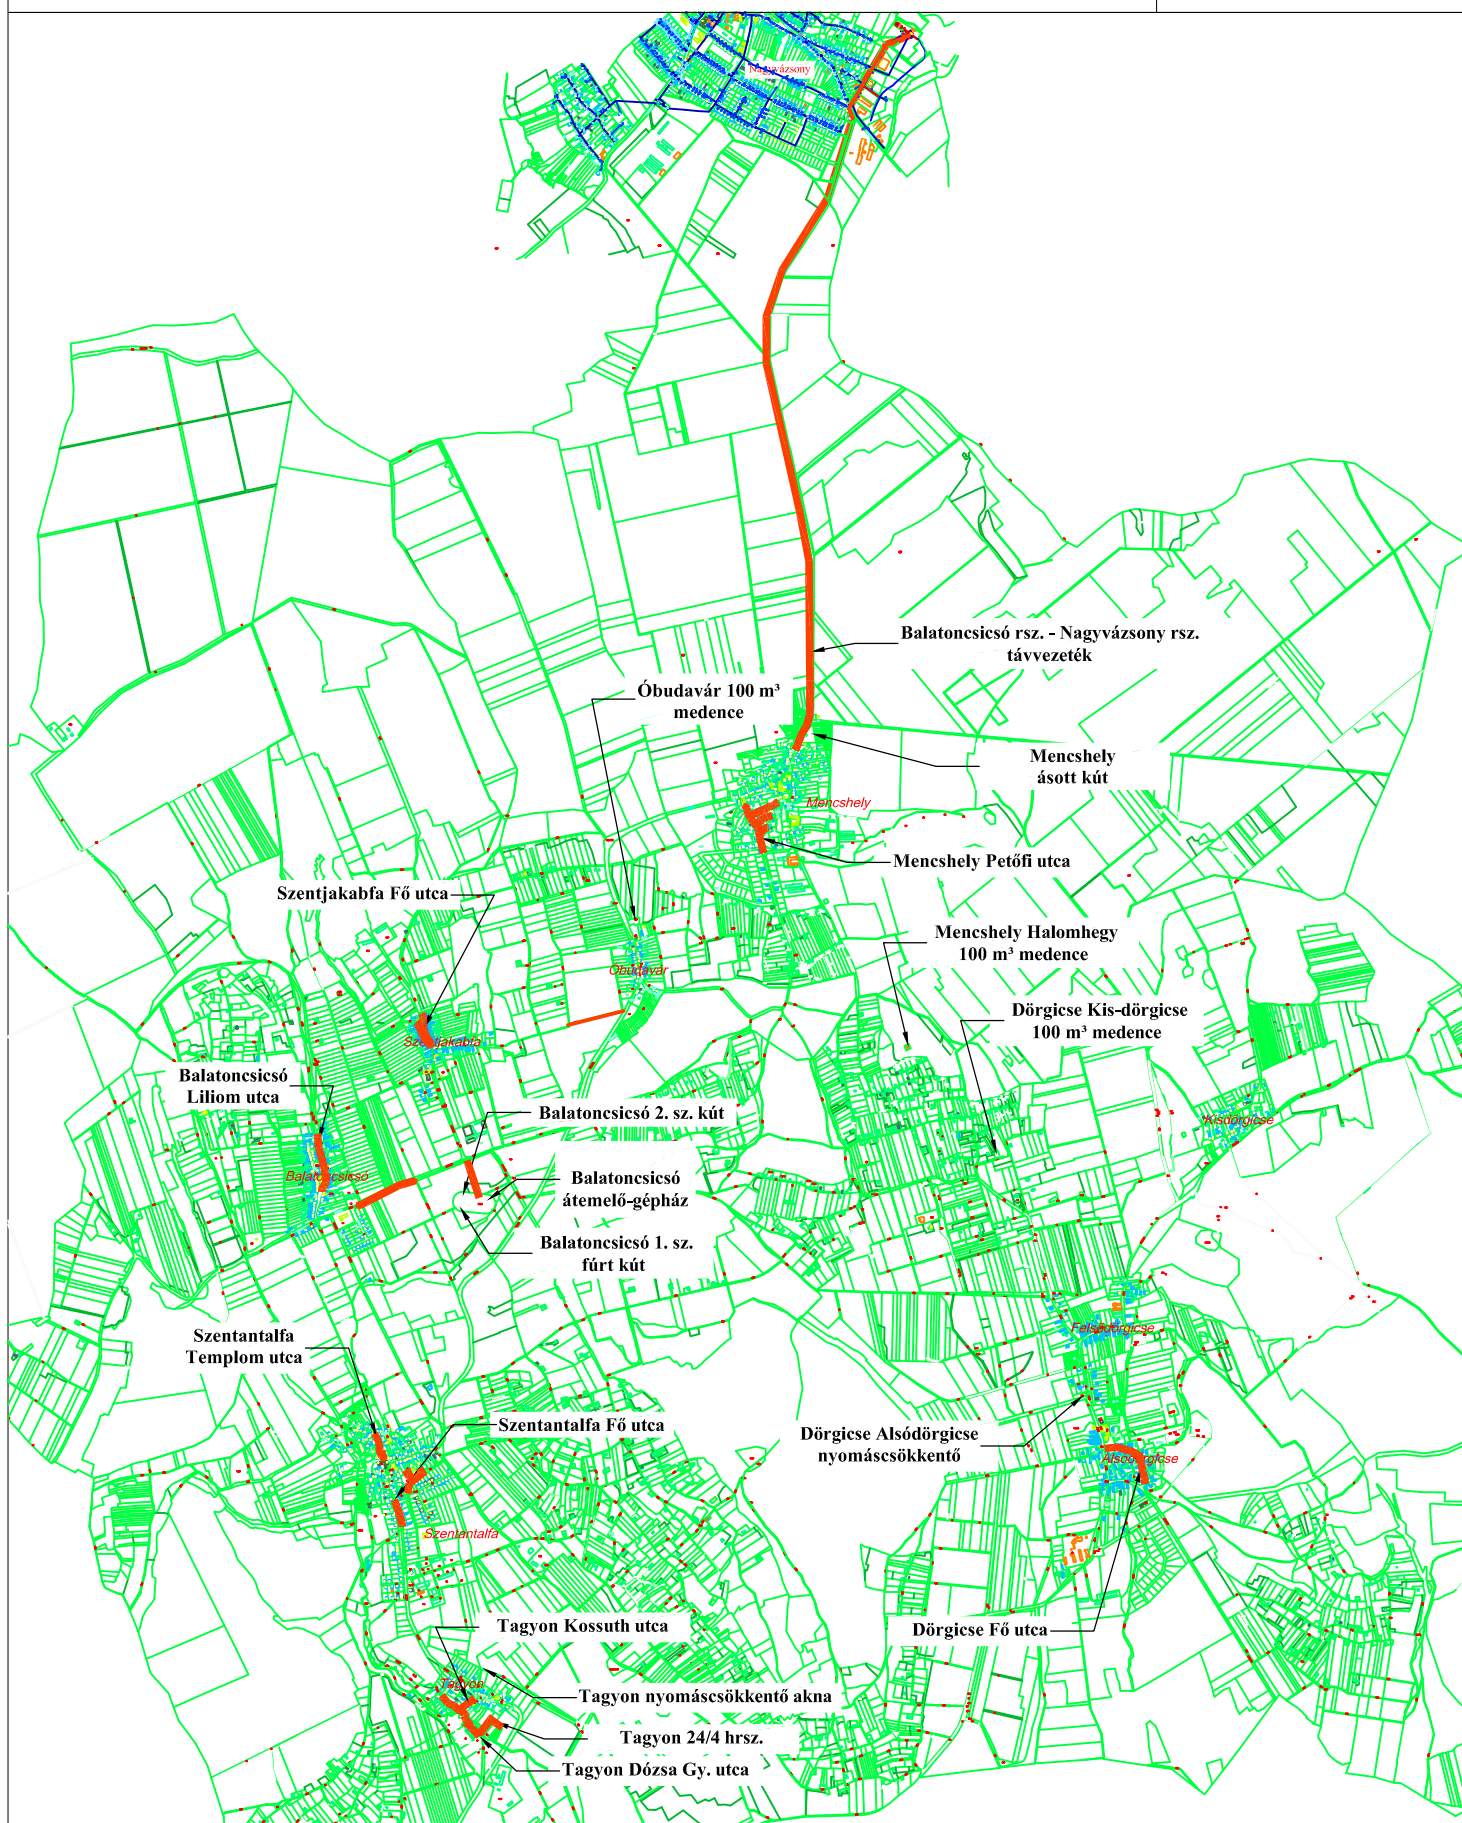 Nagyvázsony
Balatoncsicsó rsz. - Nagyvázsony rsz.
távvezeték
Óbudavár 100 m³
medence
Mencshely
ásott kút
Mencshely
Mencshely Petőfi utca
Szentjakabfa Fő utca
Mencshely Halomhegy
100 m³ medence
Óbudavár
Dörgicse Kis-dörgicse
100 m³ medence
Szentjakabfa
Balatoncsicsó
Liliom utca
Balatoncsicsó 2. sz. kút
Kisdörgicse
Balatoncsicsó
Balatoncsicsó
átemelő-gépház
Balatoncsicsó 1. sz.
fúrt kút
Felsődörgicse
Szentantalfa
Templom utca
Szentantalfa Fő utca
Dörgicse Alsódörgicse
nyomáscsökkentő
Alsódörgicse
Szentantalfa
Tagyon Kossuth utca
Dörgicse Fő utca
Tagyon
Tagyon nyomáscsökkentő akna
Tagyon 24/4 hrsz.
Tagyon Dózsa Gy. utca